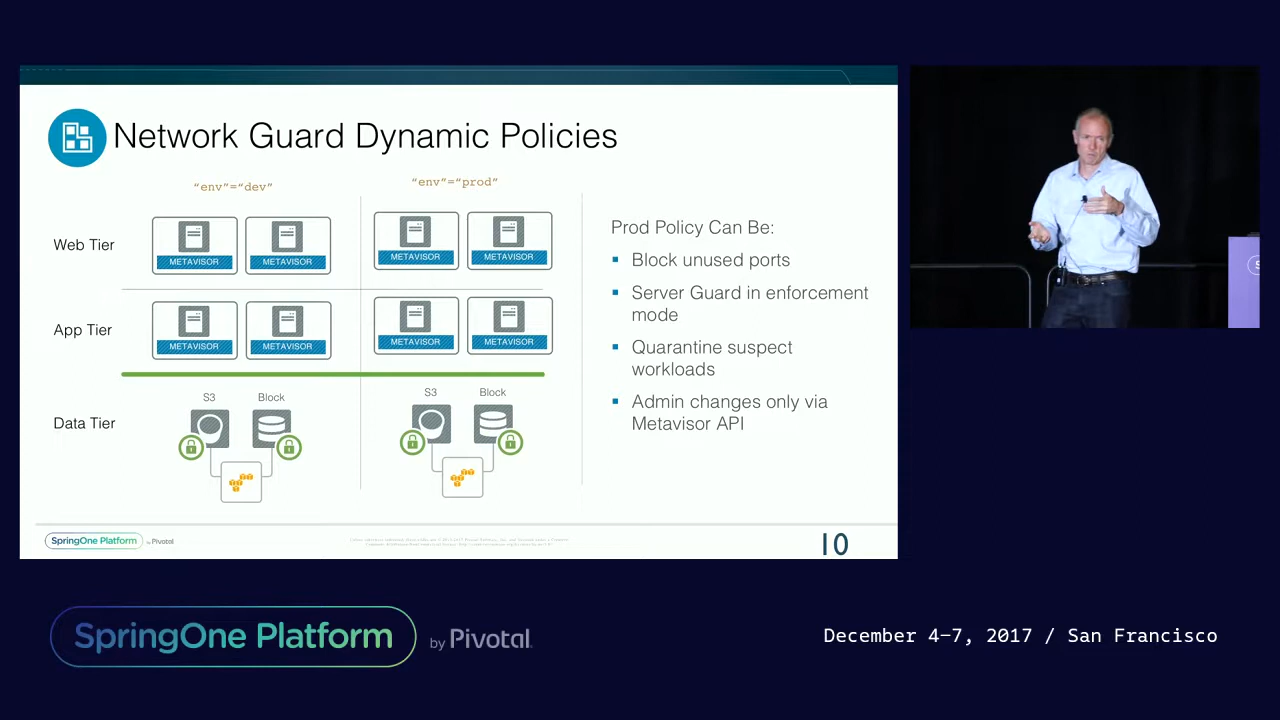 Network Guard Dynamic Policies
“env”=“dev”
“env”=“prod”
Web Tier
METAVISOR
METAVISOR
METAVISOR
METAVISOR
App Tier
METAVISOR
METAVISOR
METAVISOR
METAVISOR
S3
Block
S3
Block
Data Tier
Prod Policy Can Be:
Block unused ports
Server Guard in enforcement
mode
Quarantine suspect
workloads
Admin changes only via
Metavisor API
SpringOne Platform by Pivotal
10
SpringOne Platform by Pivotal.
December 4–7, 2017 / San Francisco